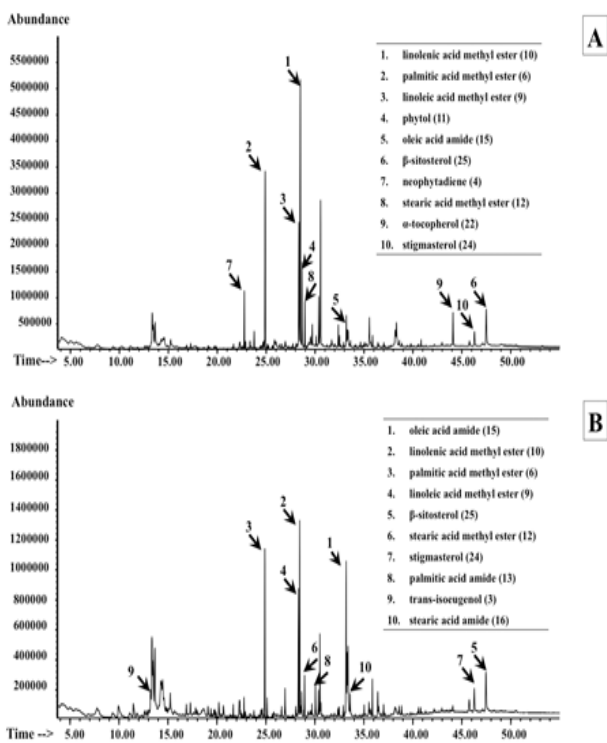 Abundance
A
5500000
5000000
4500000
4000000
3500000
3000000
2500000
2000000
1500000
1000000
500000
Time-->
5.00 10.00 15.00 20.00 25.00 30.00 35.00 40.00 45.00 50.00
1
2
3
4
7
8
5
9
10
6
1. linolenic acid methyl ester (10)
2. palmitic methyl ester (6)
3. linoleic acid methyl ester (9)
4. phytol (11)
5. oleic acid amide (15)
6. β-sitosterol (25)
7. neophytadiene (4)
8. stearic acid methyl ester (12)
9. α-tocopherol (22)
10. stigmasterol (24)
Abundance
B
1800000
1600000
1400000
1200000
1000000
800000
600000
400000
200000
Time -->
5.00 10.00 15.00 20.00 25.00 30.00 35.00 40.00 45.00 50.00
2
3
1
4
6
8
9
10
7
5
1. oleic acid amide (15)
2. linolenic acid methyl ester (10)
3. palmitic acid methyl ester (6)
4. linoleic acid methyl ester (9)
5. β-sitosterol (25)
6. stearic acid methyl ester (12)
7. stigmasterol (24)
8. palmitic acid amide (13)
9. trans-isoeugenol (3)
10. stearic acid amide (16)